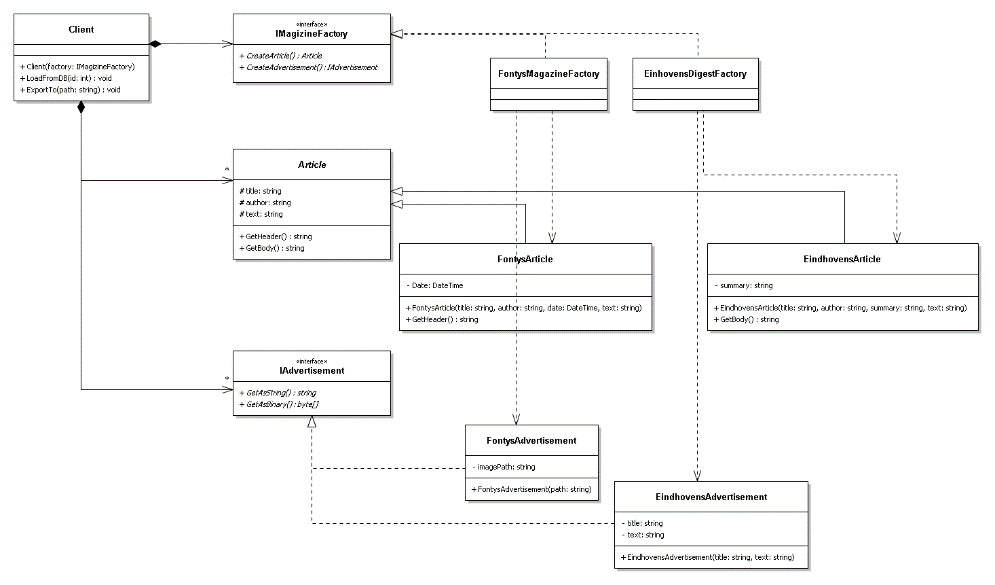 Client
+ Client(factory: IMagizineFactory)
+ LoadFromDB(id: int) : void
+ ExportTo(path: string) : void
«interface»
IMagizineFactory
+ CreateArticle() : Article
+ CreateAdvertisement() : IAdvertisement
FontysMagazineFactory
EinhovensDigestFactory
*
Article
# title: string
# author: string
# text: string
+ GetHeader() : string
+ GetBody() : string
FontysArticle
- Date: DateTime
+ FontysArticle(title: string, author: string, date: DateTime, text: string)
+ GetHeader() : string
EindhovensArticle
- summary: string
+ EindhovensArticle(title: string, author: string, summary: string, text: string)
+ GetBody() : string
*
«interface»
IAdvertisement
+ GetAsString() : string
+ GetAsBinary() : byte[]
FontysAdvertisement
- imagePath: string
+ FontysAdvertisement(path: string)
EindhovensAdvertisement
- title: string
- text: string
+ EindhovensAdvertisement(title: string, text: string)